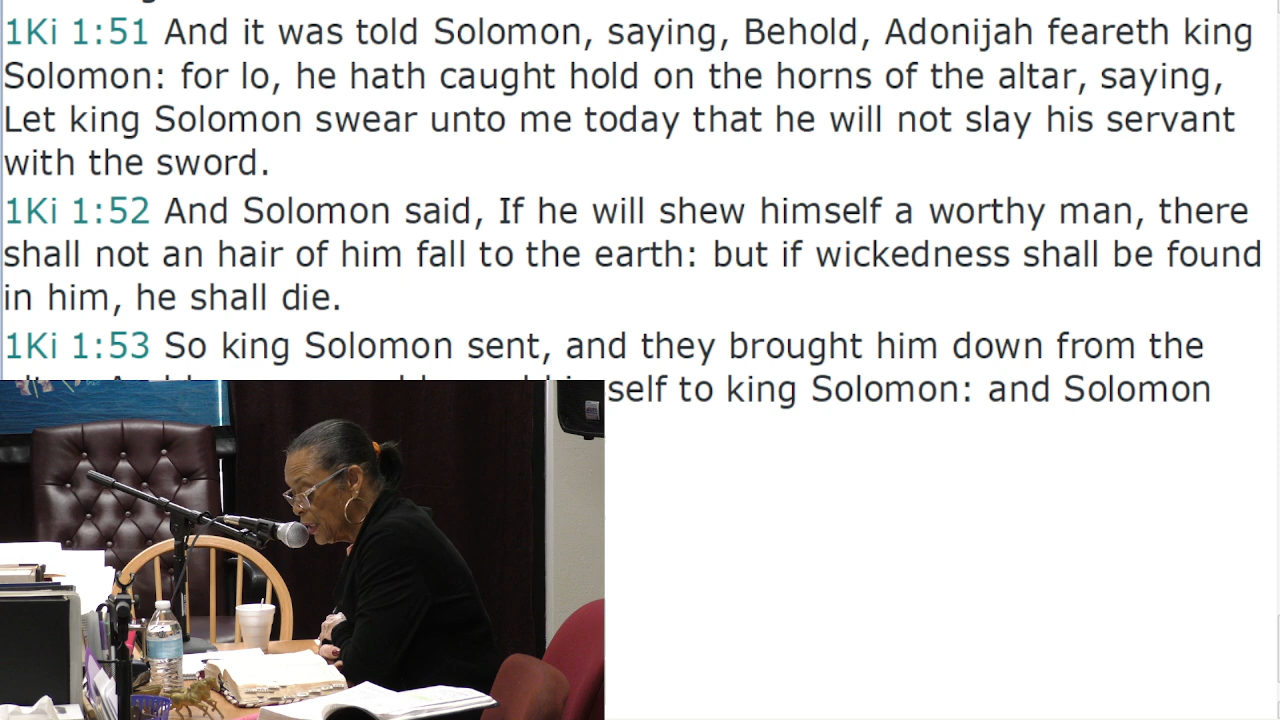 1Ki 1:51 And it was told Solomon, saying, Behold, Adonijah feareth king
Solomon: for lo, he hath caught hold on the horns of the altar, saying,
Let king Solomon swear unto me today that he will not slay his servant
with the sword.
1Ki 1:52 And Solomon said, If he will shew himself a worthy man, there
shall not an hair of him fall to the earth: but if wickedness shall be found
in him, he shall die.
1Ki 1:53 So king Solomon sent, and they brought him down from the
self to king Solomon: and Solomon